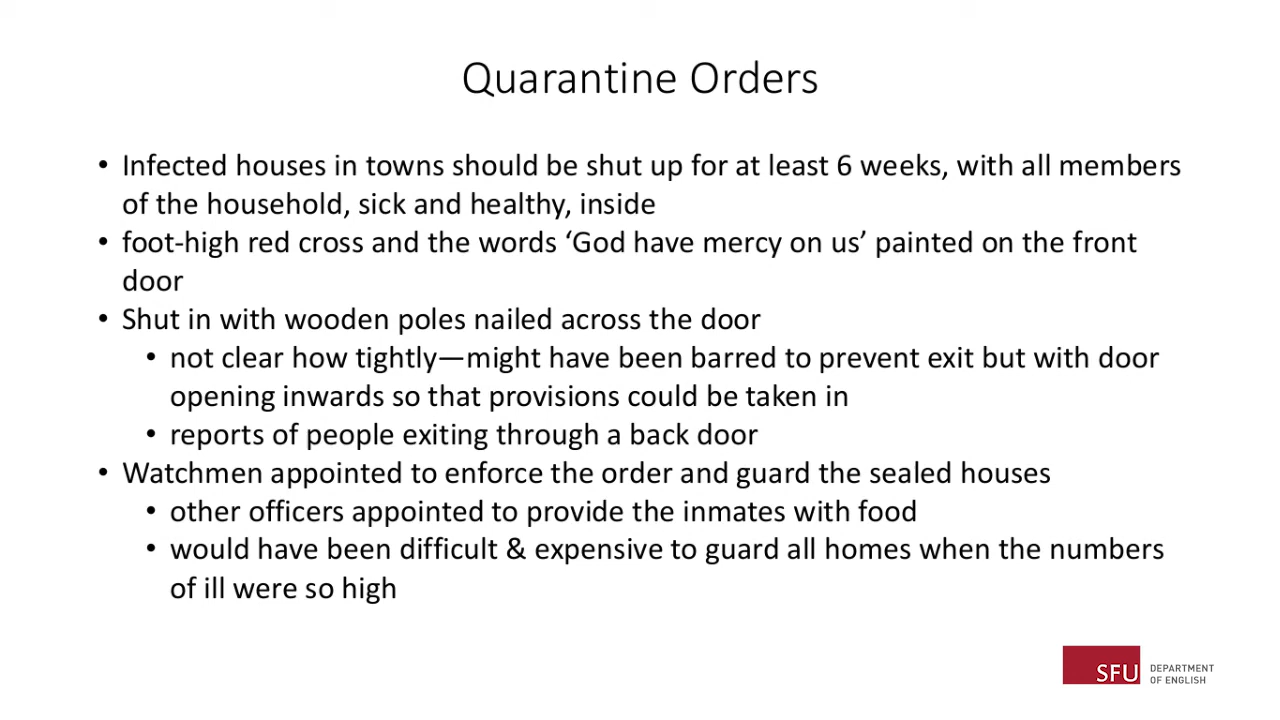 Quarantine Orders
• Infected houses in towns should be shut up for at least 6 weeks, with all members
of the household, sick and healthy, inside
• foot-high red cross and the words ‘God have mercy on us’ painted on the front
door
• Shut in with wooden poles nailed across the door
• not clear how tightly—might have been barred to prevent exit but with door
opening inwards so that provisions could be taken in
• reports of people exiting through a back door
• Watchmen appointed to enforce the order and guard the sealed houses
• other officers appointed to provide the inmates with food
• would have been difficult & expensive to guard all homes when the numbers
of ill were so high
SFU DEPARTMENT
OF ENGLISH